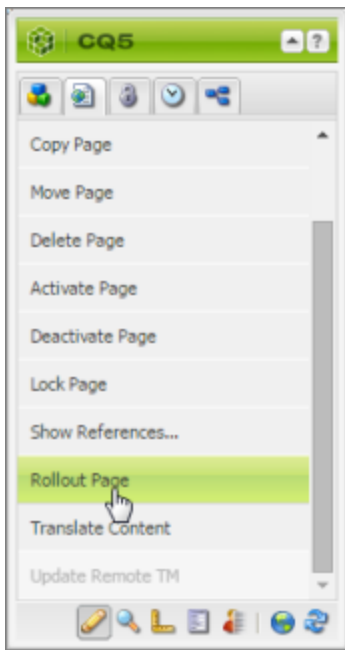 CQ5
?
Copy Page
Move Page
Delete Page
Activate Page
Deactivate Page
Lock Page
Show References...
Rollout Page
Translate Content
Update Remote TM